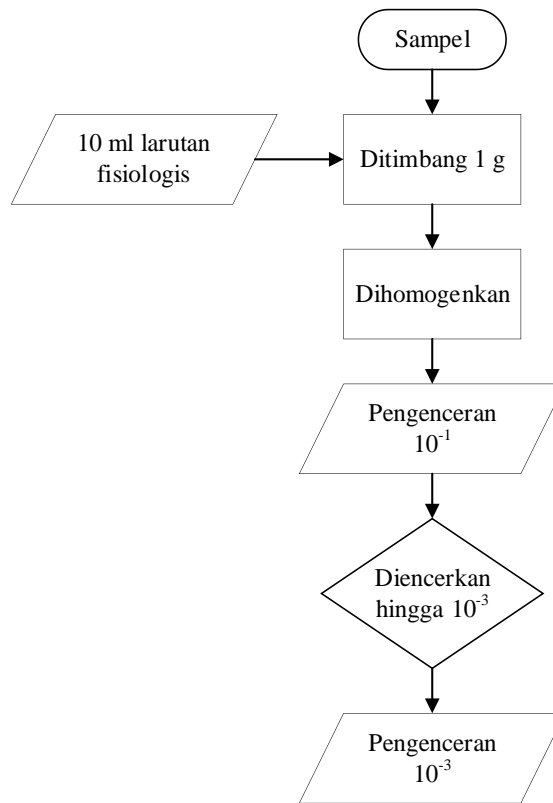 Sampel
10 ml larutan
fisiologis
Ditimbang 1 g
Dihomogenkan
Pengenceran
10⁻¹
Diencerkan
hingga 10⁻³
Pengenceran
10⁻³